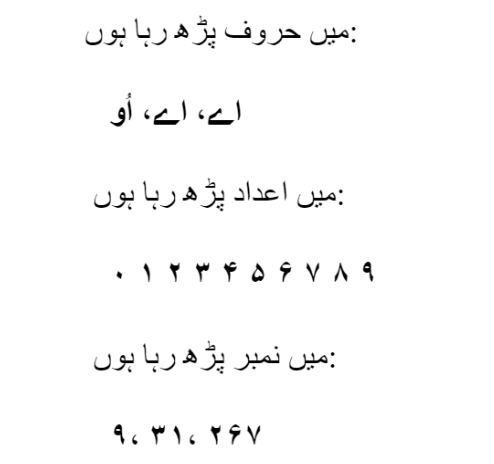 میں حروف پڑھ رہا ہوں:
اے، اے، اُو
میں اعداد پڑھ رہا ہوں:
۰ ۱ ۲ ۳ ۴ ۵ ۶ ۷ ۸ ۹
میں نمبر پڑھ رہا ہوں:
۹، ۳۱، ۲۶۷